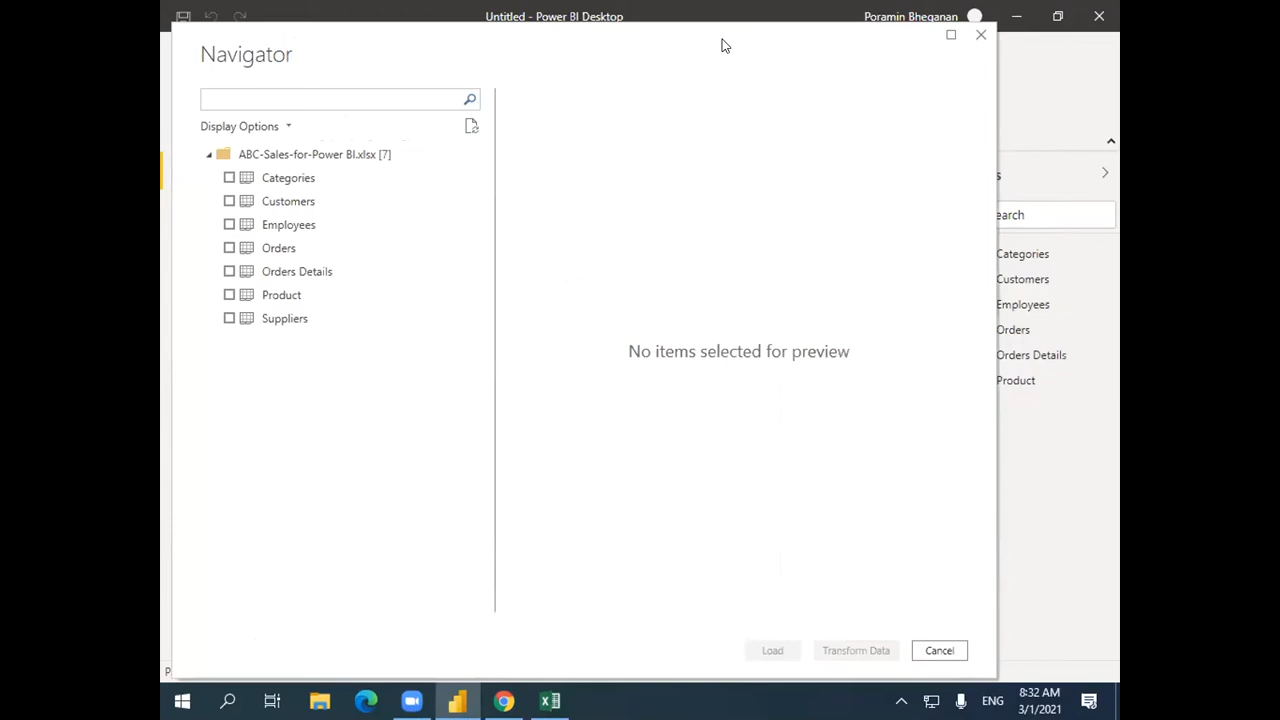 Untitled - Power BI Desktop
Poramin Bheganan
Navigator
Display Options
ABC-Sales-for-Power BI.xlsx [7]
Categories
Customers
Employees
Orders
Orders Details
Product
Suppliers
No items selected for preview
Load
Transform Data
Cancel
s
earch
Categories
Customers
Employees
Orders
Orders Details
Product
P
ENG
8:32 AM
3/1/2021